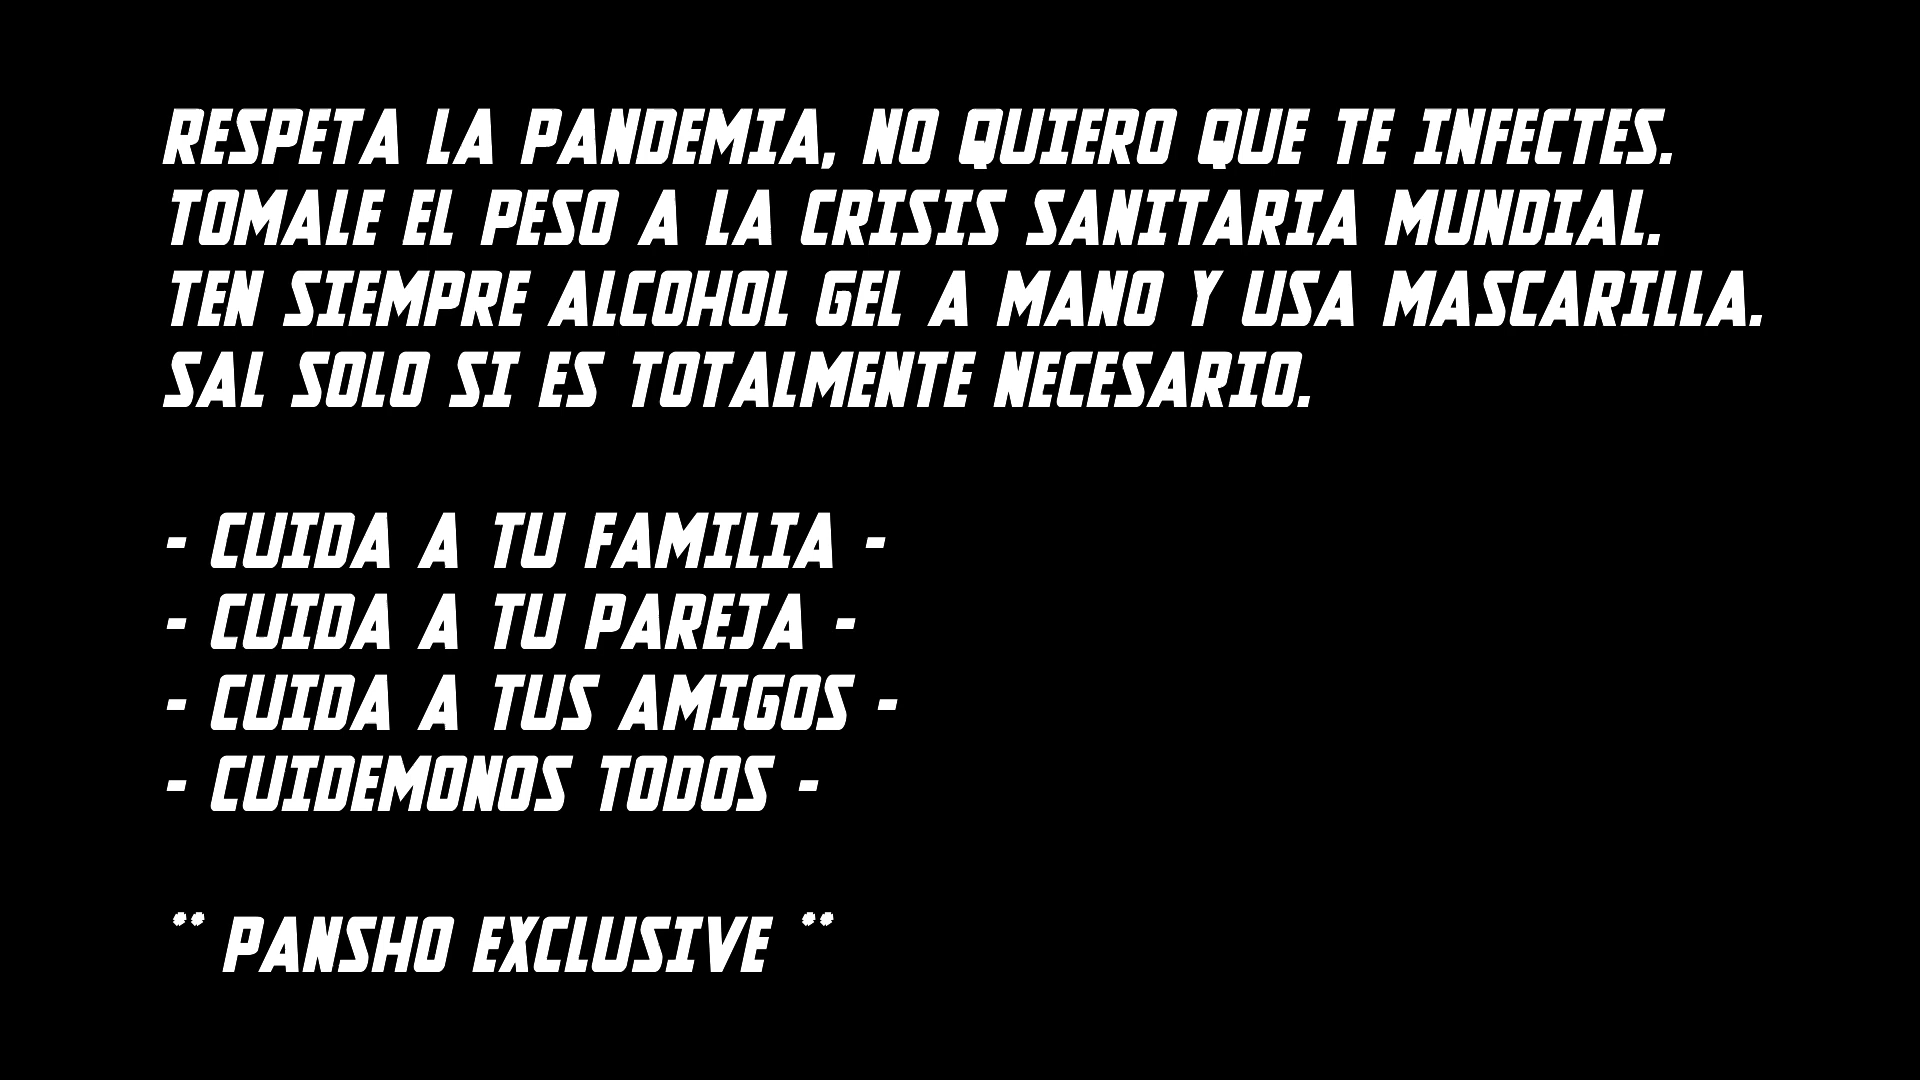 RESPETA LA PANDEMIA, NO QUIERO QUE TE INFECTES.
TOMALE EL PESO A LA CRISIS SANITARIA MUNDIAL.
TEN SIEMPRE ALCOHOL GEL A MANO Y USA MASCARILLA.
SAL SOLO SI ES TOTALMENTE NECESARIO.
- CUIDA A TU FAMILIA -
- CUIDA A TU PAREJA -
- CUIDA A TUS AMIGOS -
- CUIDEMONOS TODOS -
¨ PANSHO EXCLUSIVE ¨